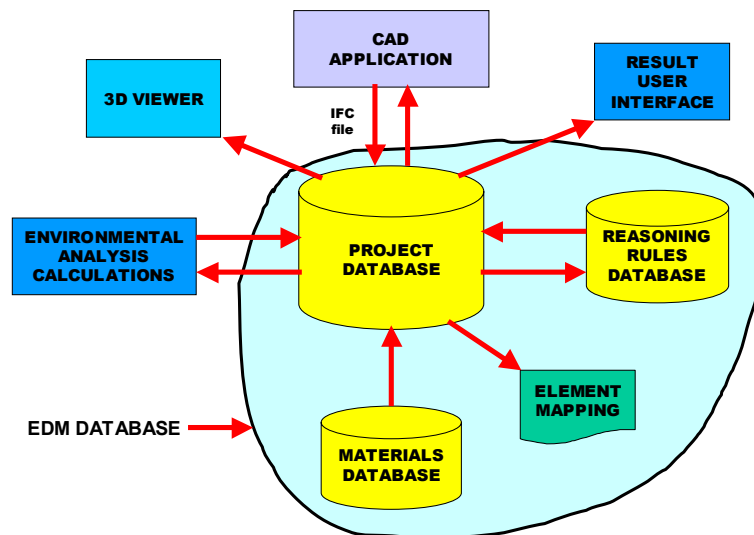 CAD
APPLICATION
RESULT
USER
INTERFACE
3D VIEWER
IFC
file
ENVIRONMENTAL
ANALYSIS
CALCULATIONS
PROJECT
DATABASE
REASONING
RULES
DATABASE
ELEMENT
MAPPING
EDM DATABASE
MATERIALS
DATABASE